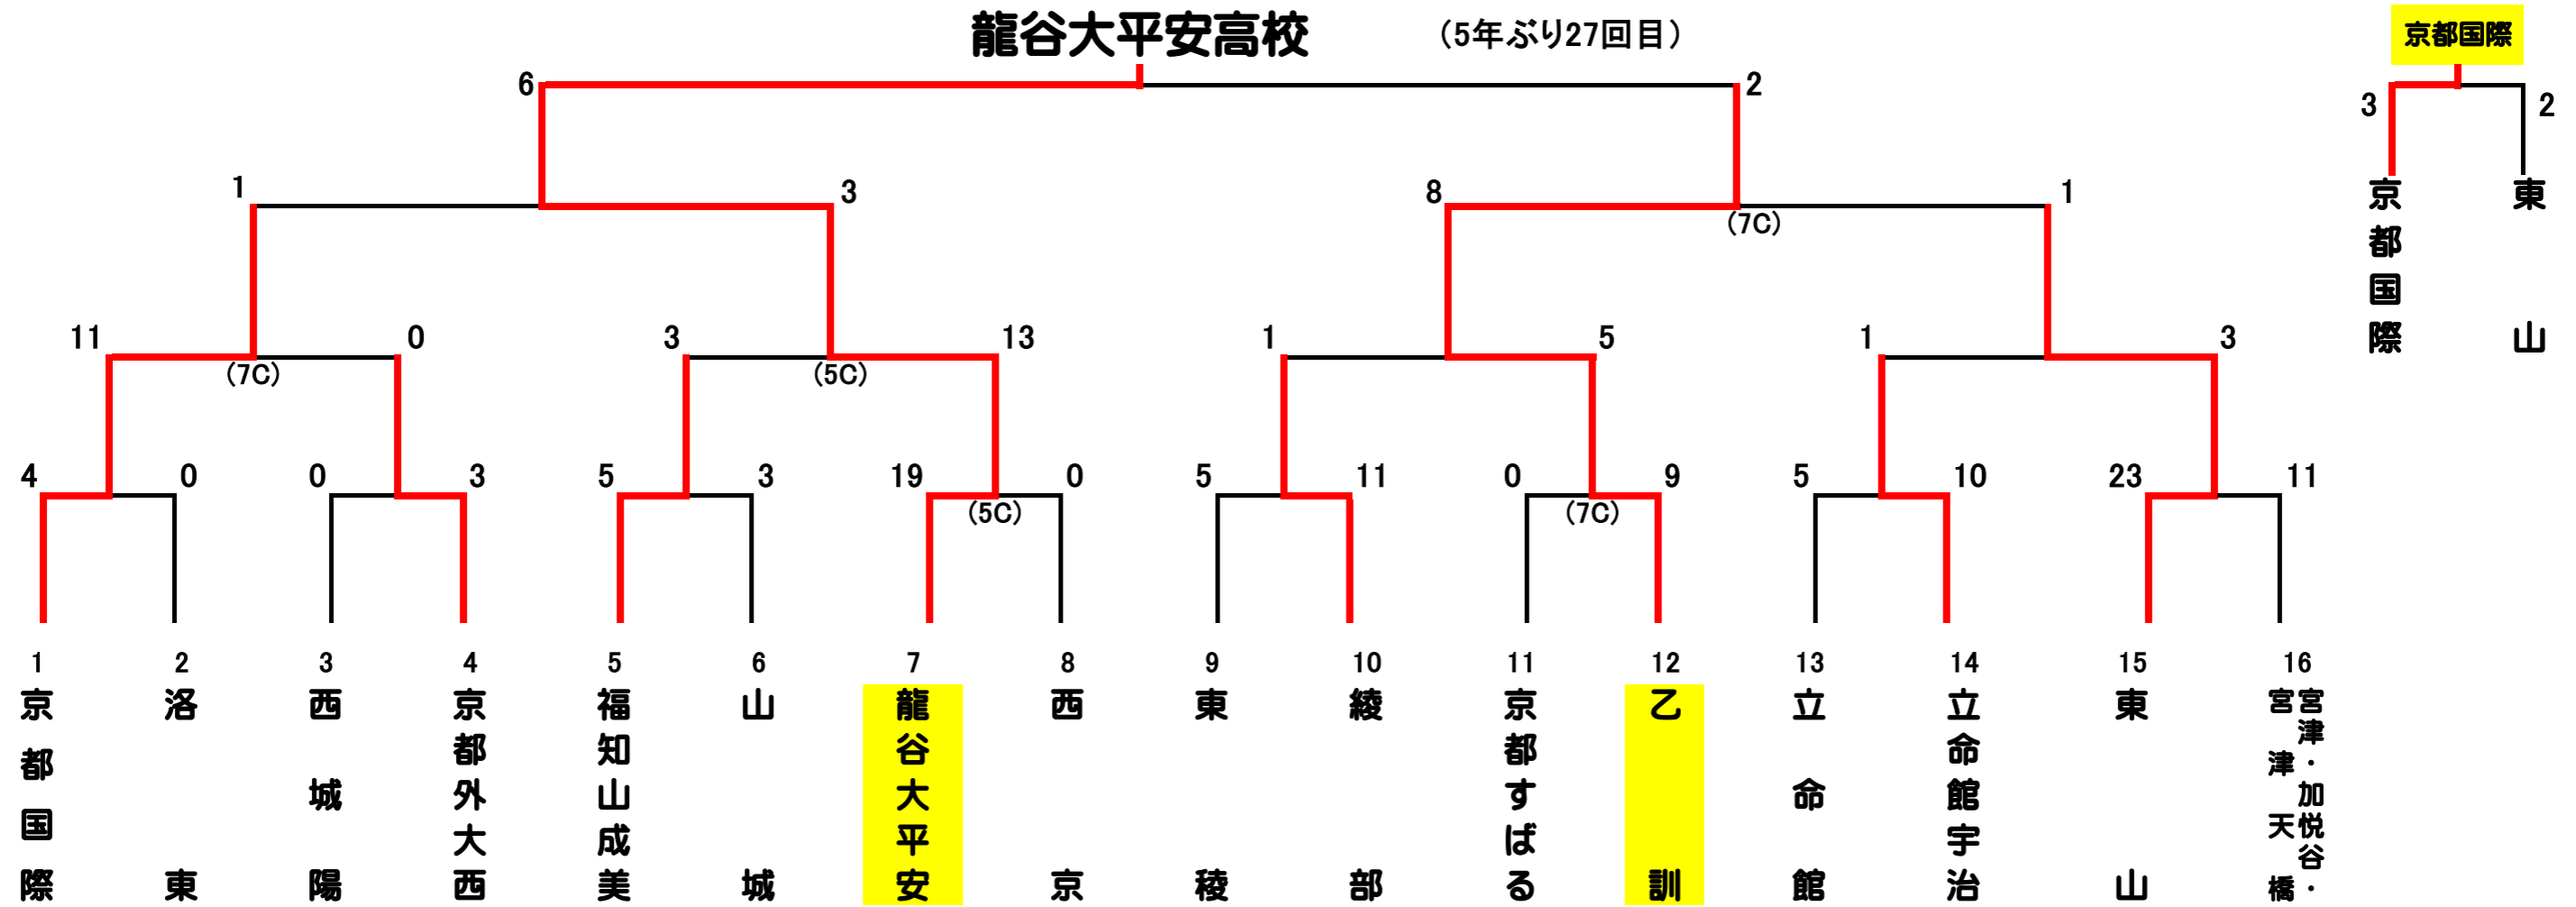 龍谷大平安高校
（5年ぶり27回目）
京都国際
6
2
3
2
1
3
8
1
(7C)
京都国際
東山
11
0
3
13
1
5
1
3
(7C)
(5C)
4
0
0
3
5
3
19
0
5
11
0
9
5
10
23
11
(5C)
(7C)
1
2
3
4
5
6
7
8
9
10
11
12
13
14
15
16
京都国際
洛東
西城陽
京都外大西
福知山成美
山城
龍谷大平安
西京
東稜
綾部
京都すばる
乙訓
立命館
立命館宇治
東山
宮津・加悦谷・
宮津天橋